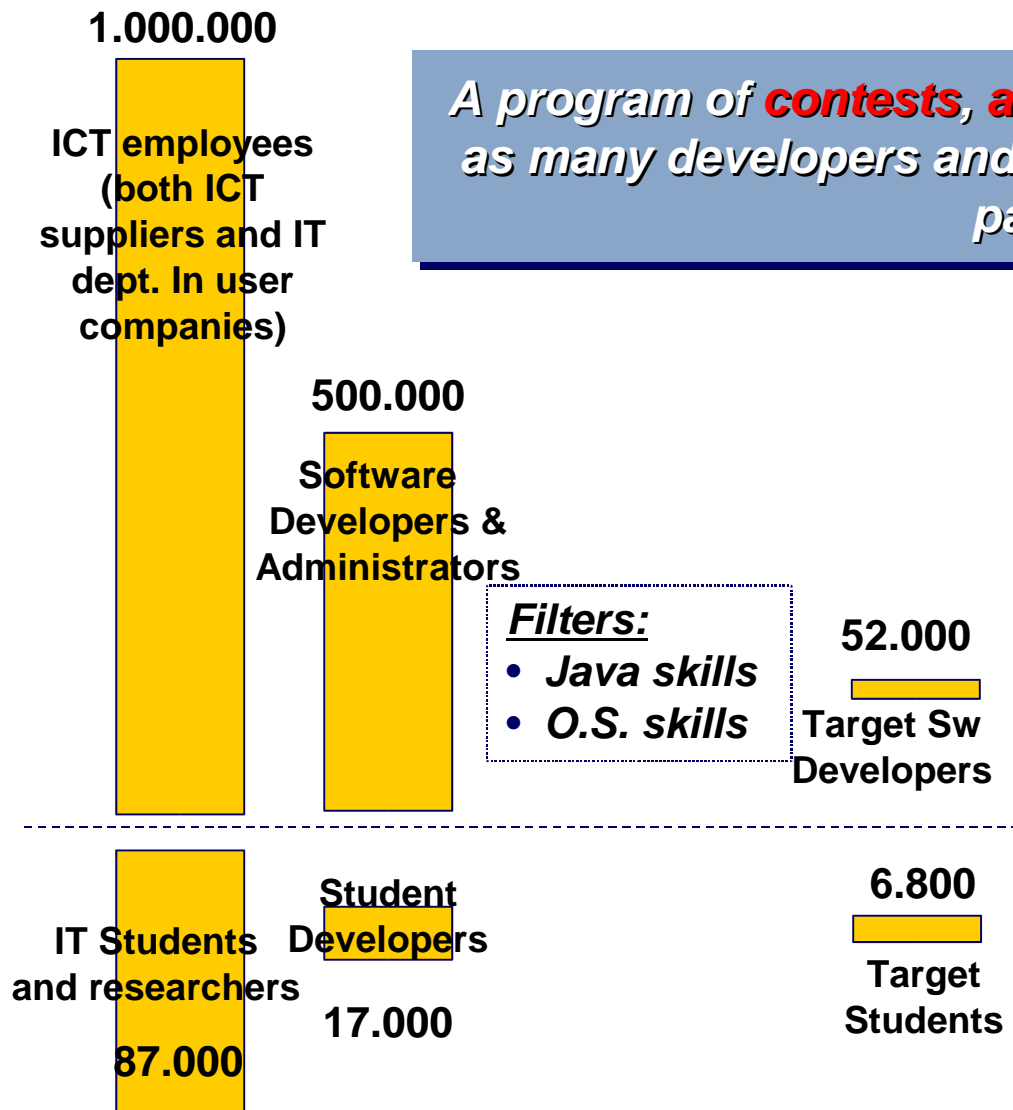 1.000.000
A program of contests,
as many developers and
ICT employees
(both ICT
suppliers and IT
dept. In user
companies)
500.000
Software
Developers &
Administrators
Filters:
• Java skills
• O.S. skills
52.000
Target Sw
Developers
IT Students
and researchers
87.000
Student
Developers
17.000
6.800
Target
Students